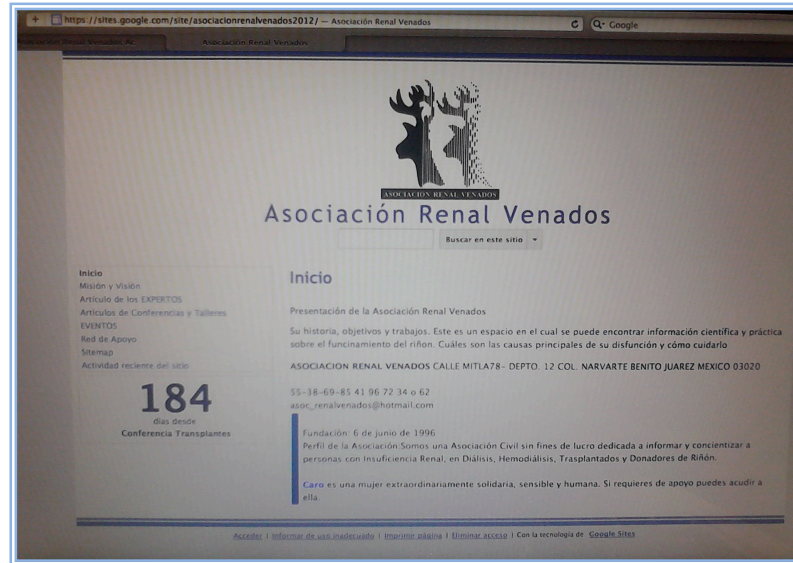 https://sites.google.com/site/asociacionrenalvenados2012/ — Asociación Renal Venados
Google
Renal Venados Ac
Asociación Renal Venados
ASOCIACIÓN RENAL VENADOS
Asociación Renal Venados
Buscar en este sitio
Inicio
Misión y Visión
Artículo de los EXPERTOS
Artículos de Conferencias y Talleres
EVENTOS
Red de Apoyo
Sitemap
Actividad reciente del sitio
184
días desde
Conferencia Transplantes
Inicio
Presentación de la Asociación Renal Venados
Su historia, objetivos y trabajos. Este es un espacio en el cual se puede encontrar información científica y práctica
sobre el funcinamiento del riñon. Cuáles son las causas principales de su disfunción y cómo cuidarlo
ASOCIACION RENAL VENADOS CALLE MITLA78- DEPTO. 12 COL. NARVARTE BENITO JUAREZ MEXICO 03020
55-38-69-85 41 96 72 34 o 62
asoc_renalvenados@hotmail.com
Fundación: 6 de junio de 1996
Perfil de la Asociación Somos una Asociación Civil sin fines de lucro dedicada a informar y concientizar a
personas con Insuficiencia Renal, en Diálisis, Hemodiálisis, Trasplantados y Donadores de Riñón.
Caro es una mujer extraordinariamente solidaria, sensible y humana. Si requieres de apoyo puedes acudir a
ella.
Acceder | Informar de uso inadecuado | Imprimir página | Eliminar acceso | Con la tecnología de Google Sites